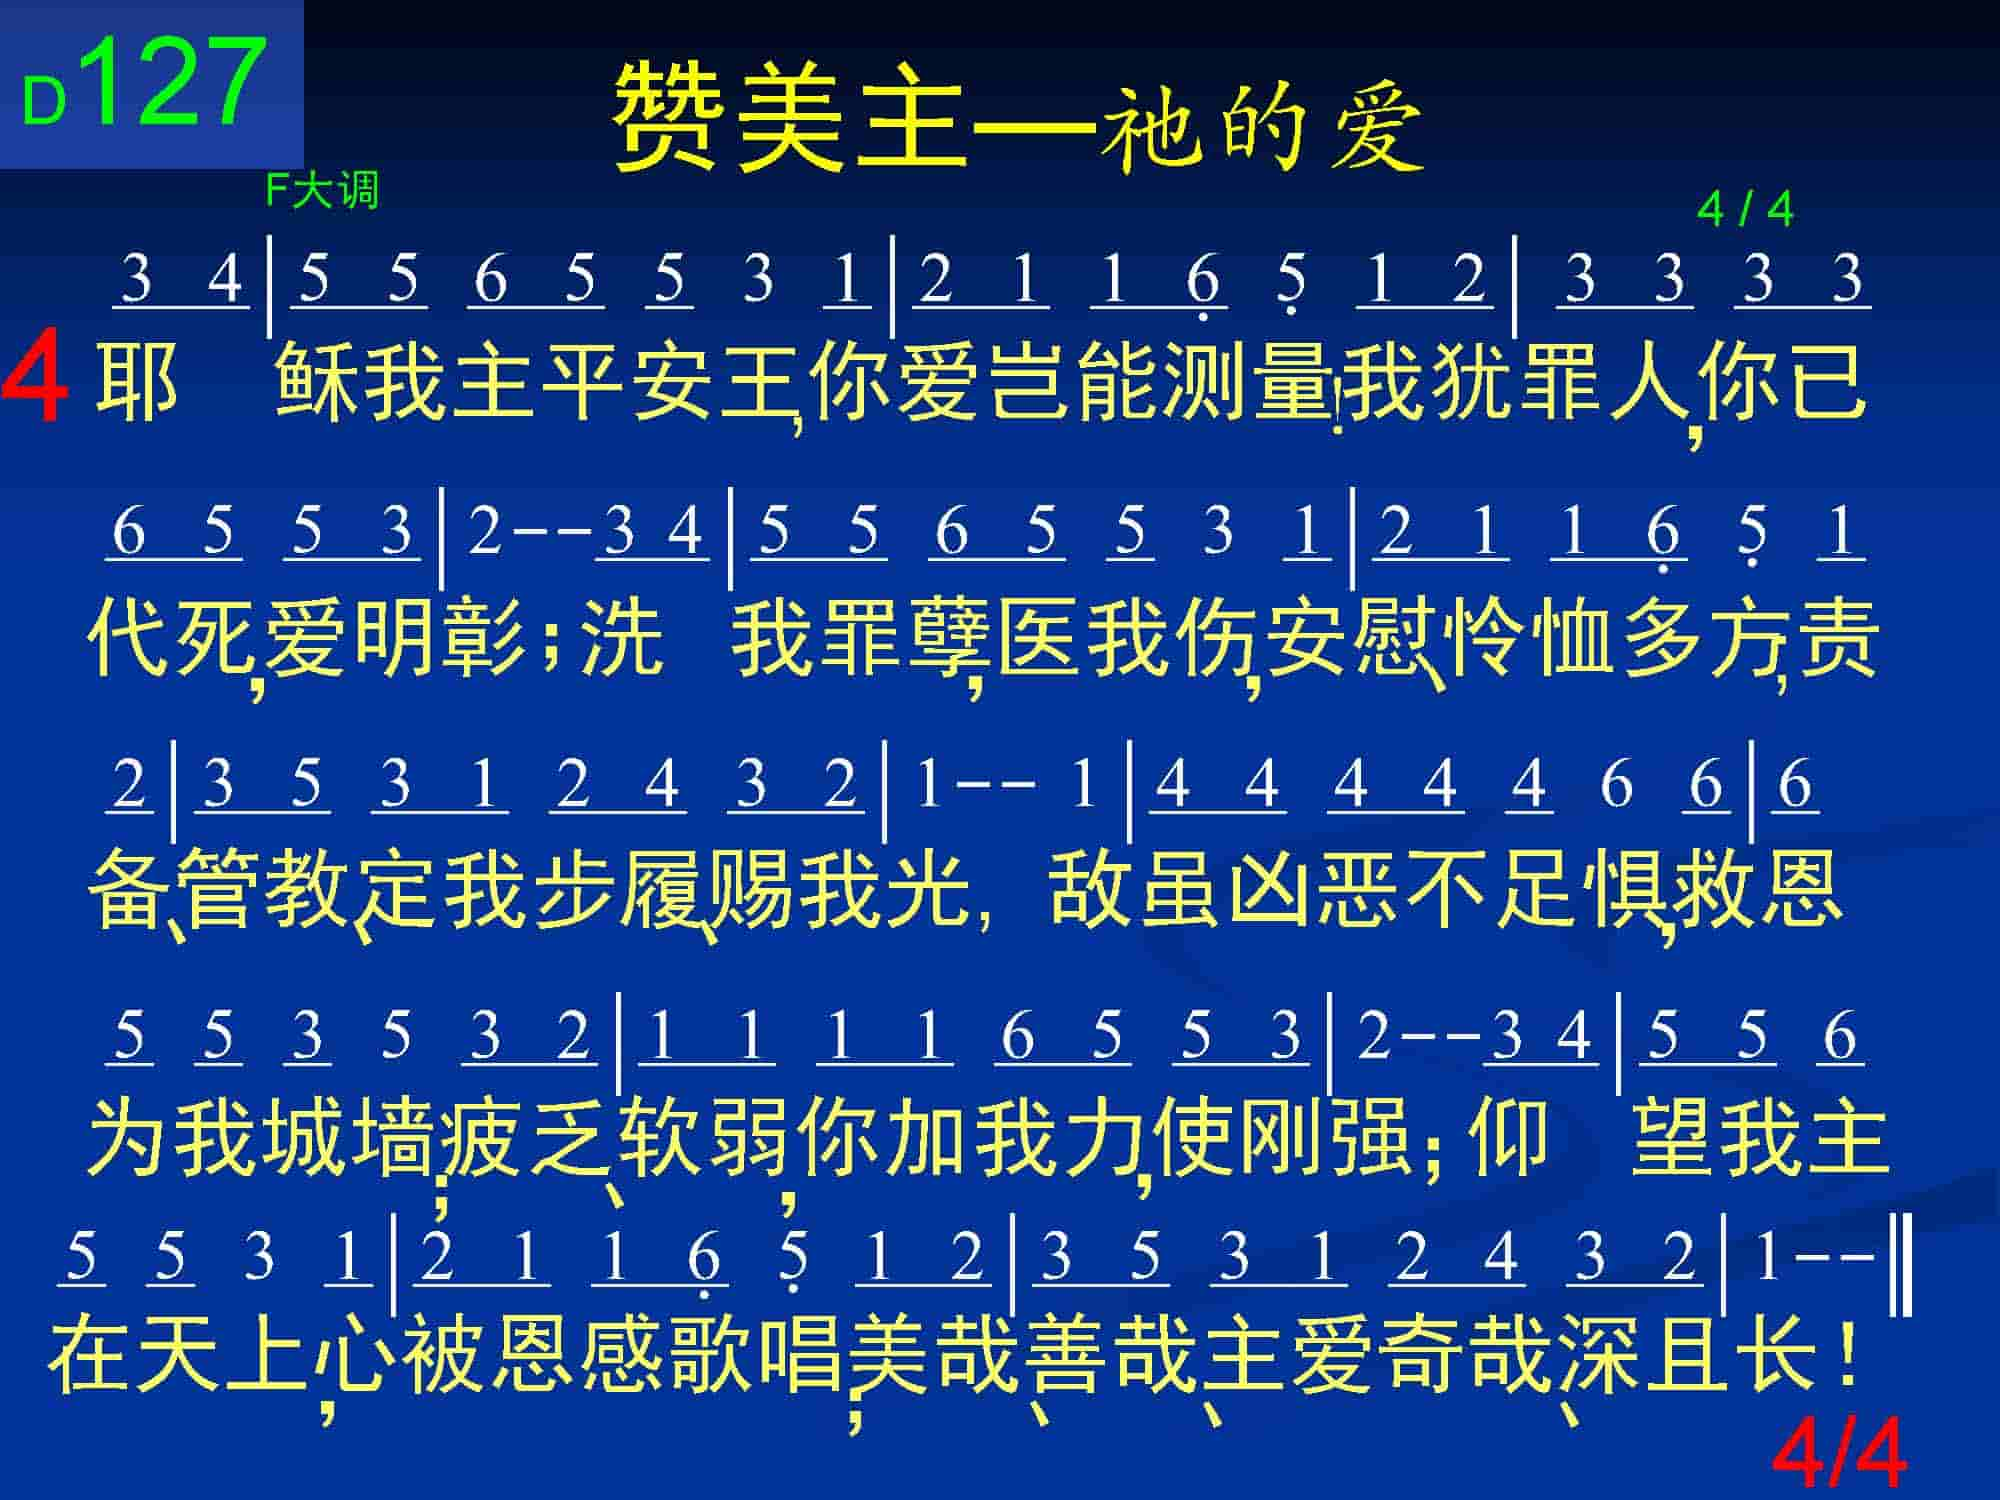 D127
赞美主—祂的爱
F大调
4 / 4
3 4 | 5 5 6 5 5 3 1 | 2 1 1 6̣ 5̣ 1 2 | 3 3 3 3
4 耶 稣我主平安王,你爱岂能测量!我犹罪人,你已
6 5 5 3 | 2--3 4 | 5 5 6 5 5 3 1 | 2 1 1 6̣ 5̣ 1
代死,爱明彰;洗 我罪孽,医我伤,安慰、怜恤多方,责
2 | 3 5 3 1 2 4 3 2 | 1-- 1 | 4 4 4 4 4 6 6 | 6
备、管教、定我步履、赐我光, 敌虽凶恶不足惧,救恩
5 5 3 5 3 2 | 1 1 1 1 6 5 5 3 | 2--3 4 | 5 5 6
为我城墙;疲乏、软弱,你加我力,使刚强;仰 望我主
5 5 3 1 | 2 1 1 6̣ 5̣ 1 2 | 3 5 3 1 2 4 3 2 | 1-- ‖
在天上,心被恩感歌唱;美哉、善哉、主爱奇哉、深且长!
4/4